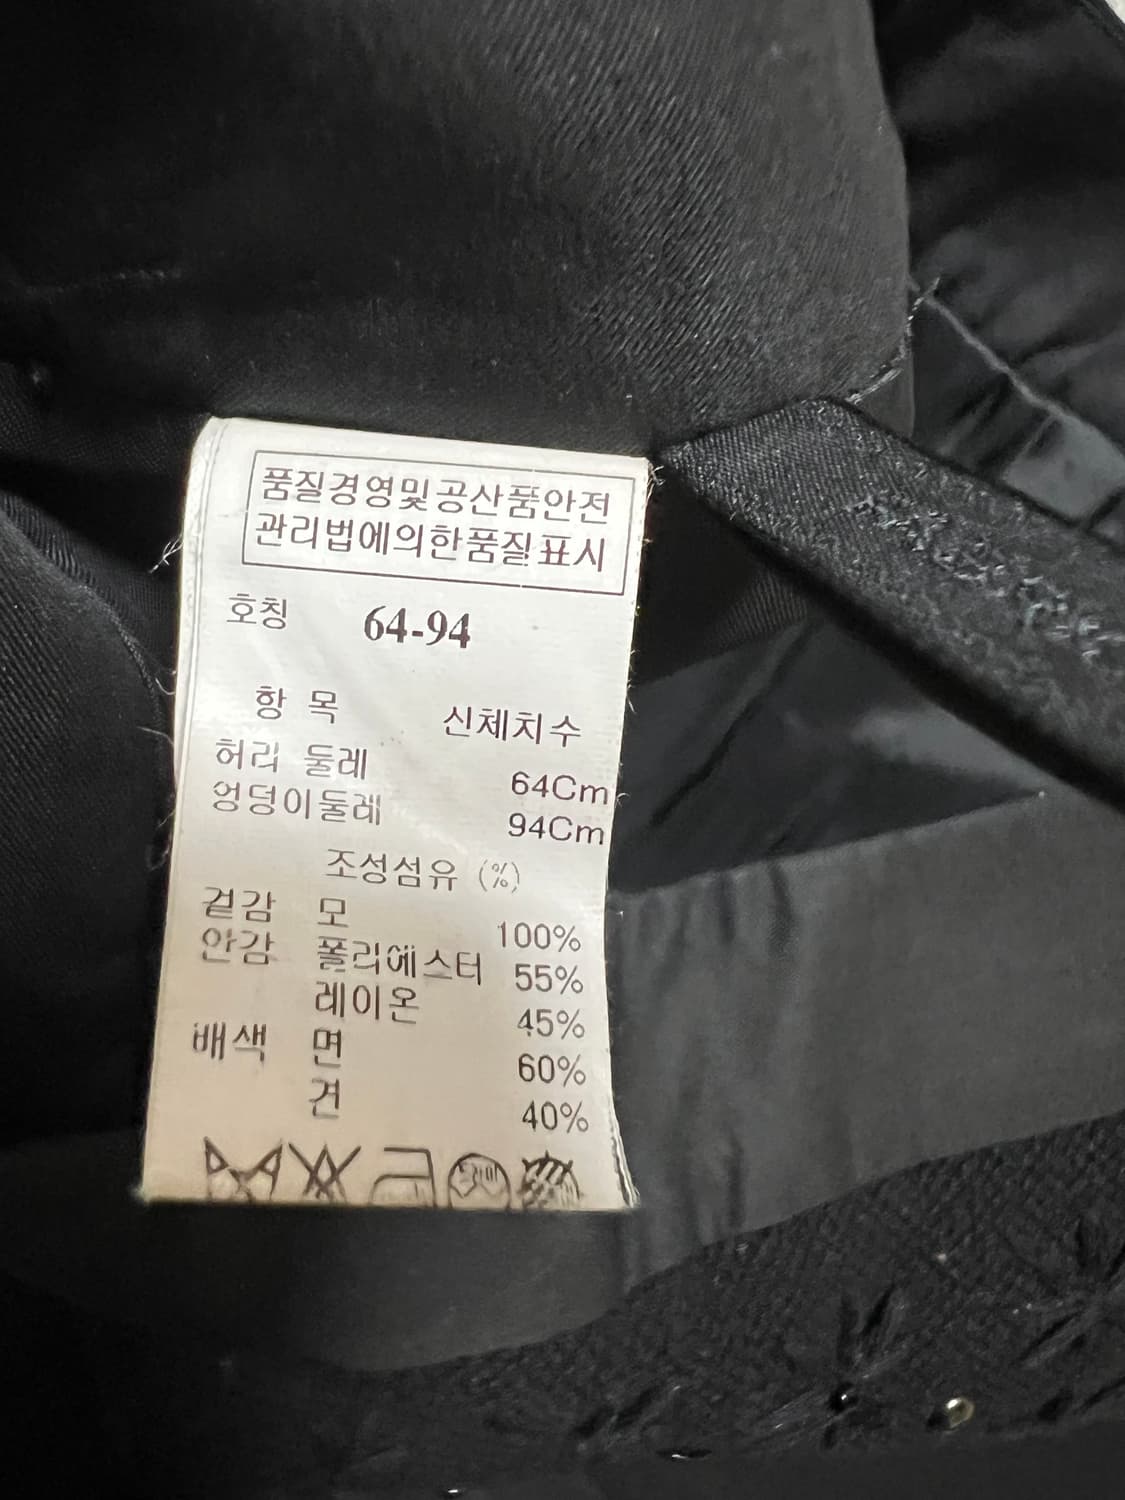 품질경영및공산품안전
관리법에의한품질표시
호칭 64-94
항 목 신체치수
허리 둘레 64Cm
엉덩이둘레 94Cm
조성섬유 (%)
겉감 모 100%
안감 폴리에스터 55%
레이온 45%
배색 면 60%
견 40%